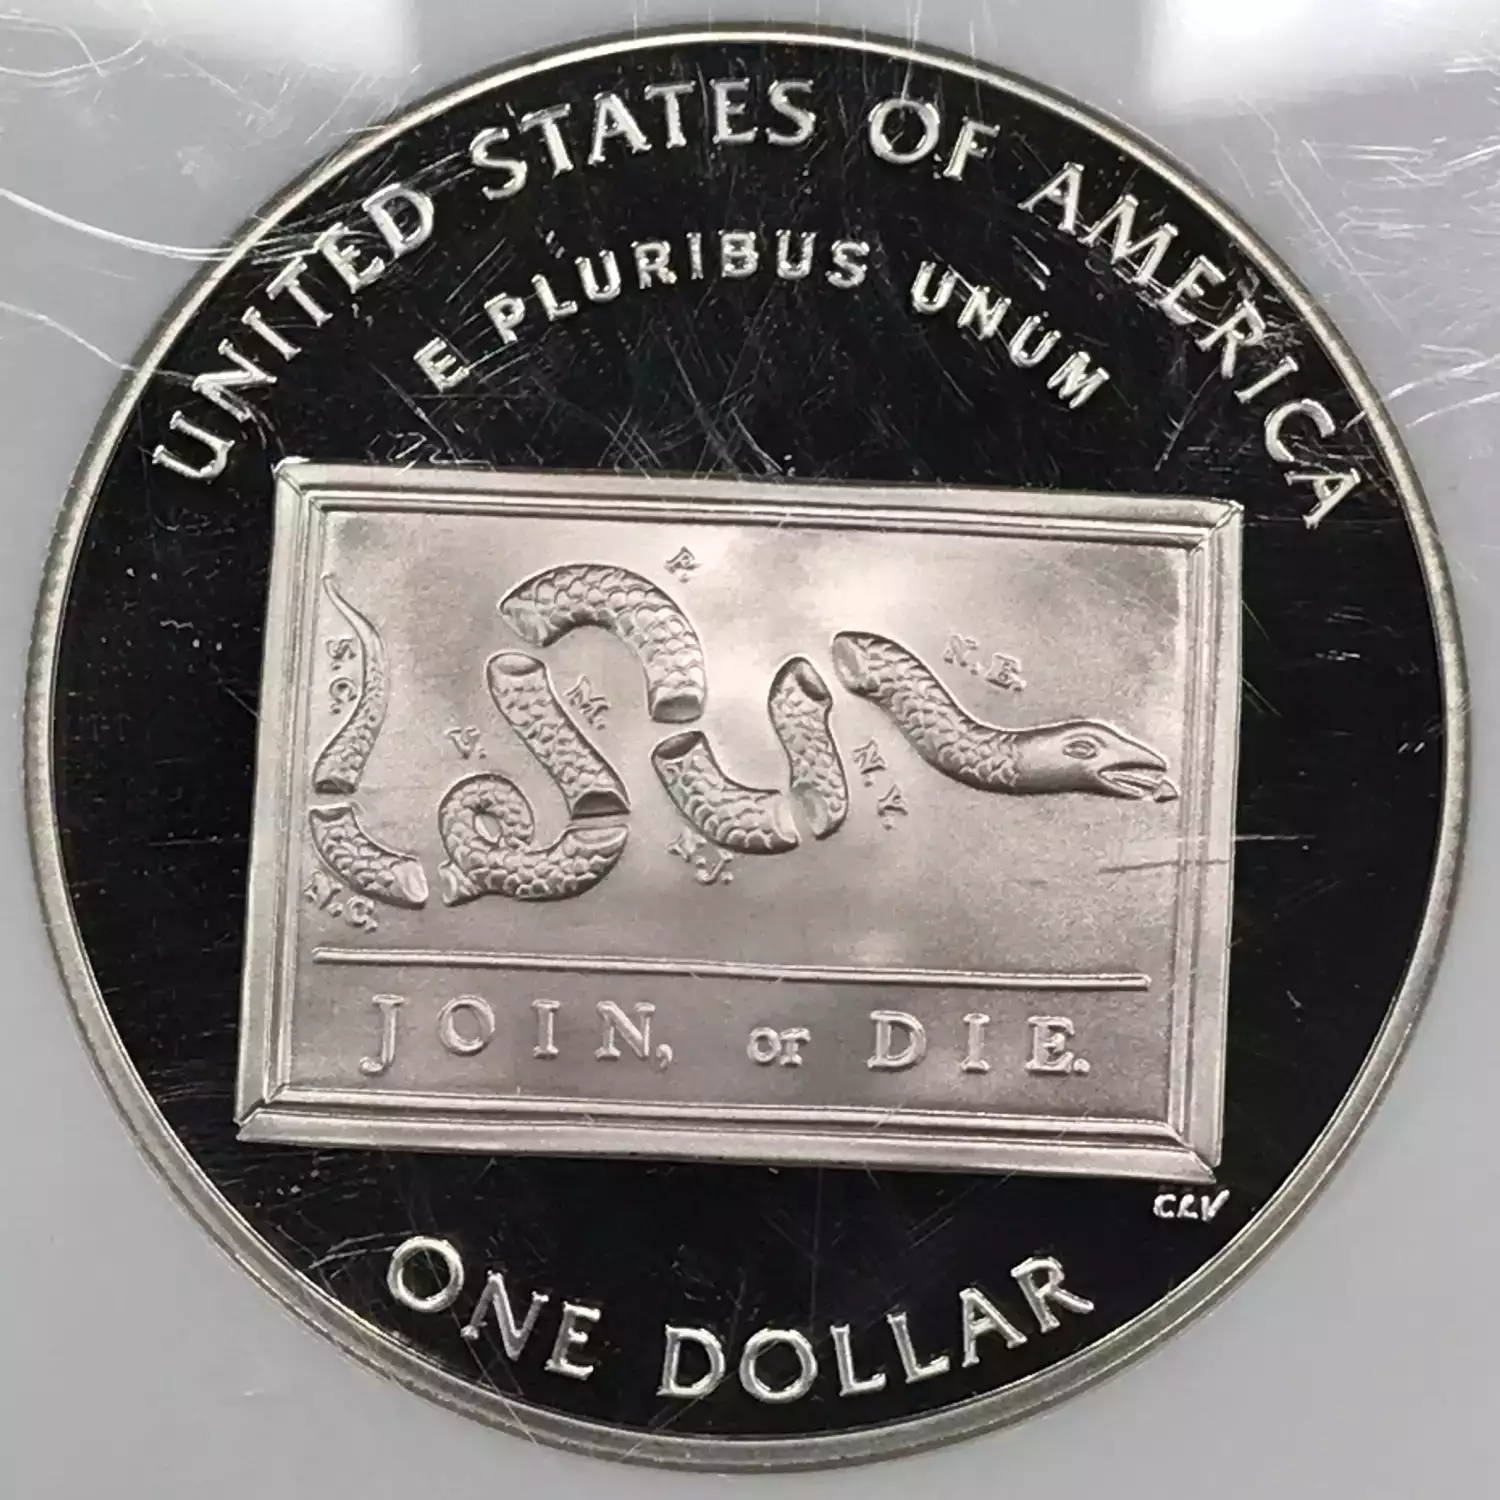 UNITED STATES OF AMERICA
E PLURIBUS UNUM
P.
S.C.
N.E.
M.
V.
N.Y.
N.J.
N.C.
JOIN, or DIE.
CLV
ONE DOLLAR